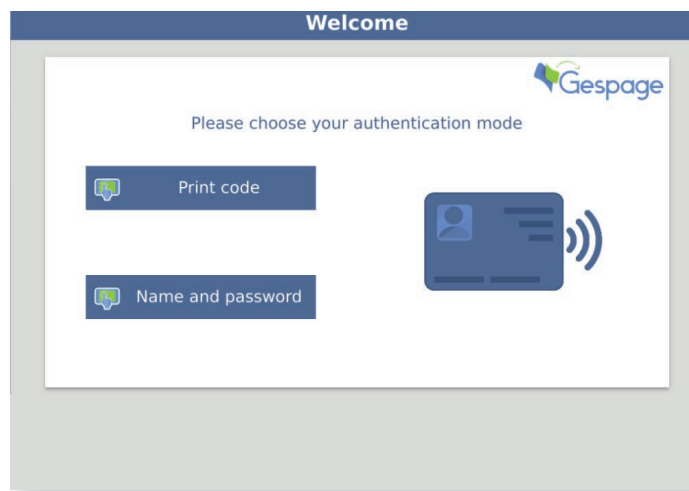 Welcome
Gespage
Please choose your authentication mode
Print code
Name and password